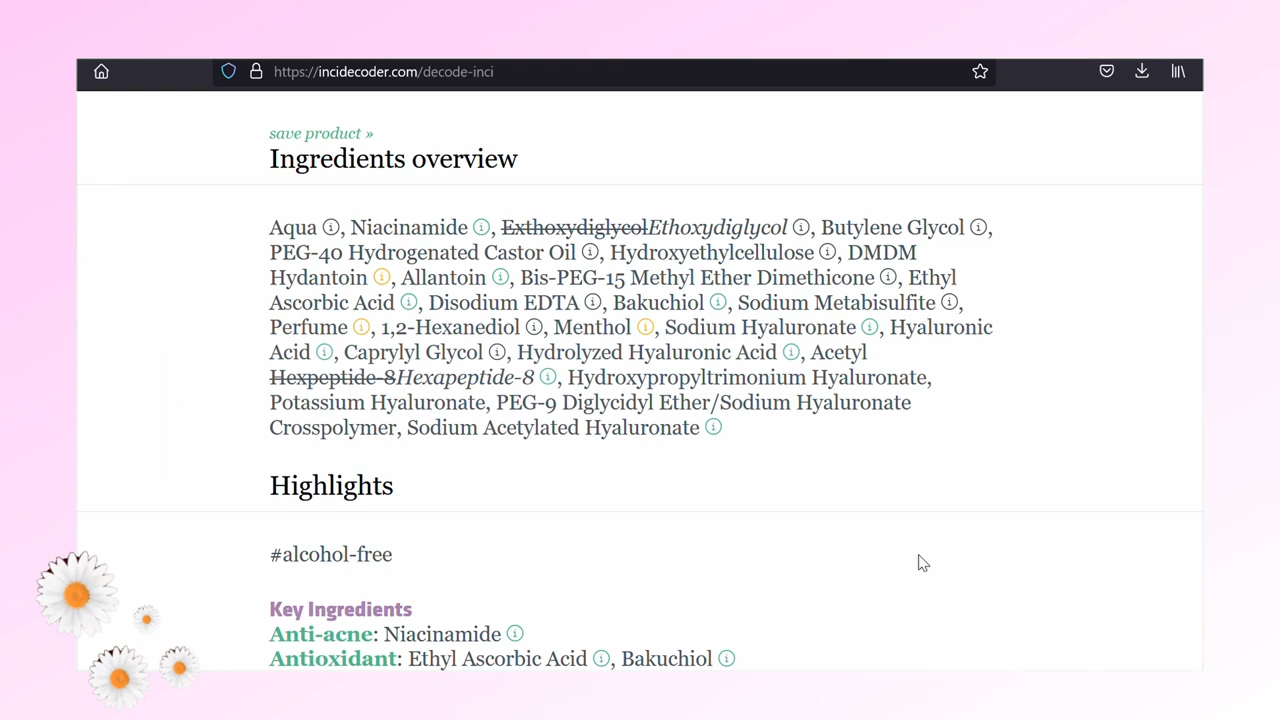 https://incidecoder.com/decode-inci
save product »
Ingredients overview
Aqua, Niacinamide, ExthoxydiglycolEthoxydiglycol, Butylene Glycol,
PEG-40 Hydrogenated Castor Oil, Hydroxyethylcellulose, DMDM
Hydantoin, Allantoin, Bis-PEG-15 Methyl Ether Dimethicone, Ethyl
Ascorbic Acid, Disodium EDTA, Bakuchiol, Sodium Metabisulfite,
Perfume, 1,2-Hexanediol, Menthol, Sodium Hyaluronate, Hyaluronic
Acid, Caprylyl Glycol, Hydrolyzed Hyaluronic Acid, Acetyl
Hexpeptide-8Hexapeptide-8, Hydroxypropyltrimonium Hyaluronate,
Potassium Hyaluronate, PEG-9 Diglycidyl Ether/Sodium Hyaluronate
Crosspolymer, Sodium Acetylated Hyaluronate
Highlights
#alcohol-free
Key Ingredients
Anti-acne: Niacinamide
Antioxidant: Ethyl Ascorbic Acid, Bakuchiol